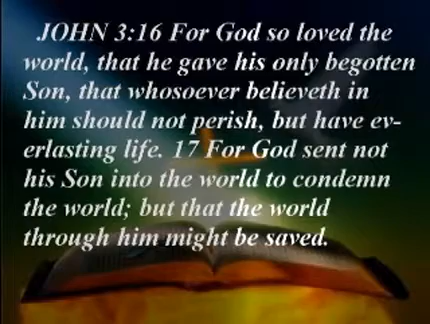 JOHN 3:16 For God so loved the
world, that he gave his only begotten
Son, that whosoever believeth in
him should not perish, but have ev-
erlasting life. 17 For God sent not
his Son into the world to condemn
the world; but that the world
through him might be saved.